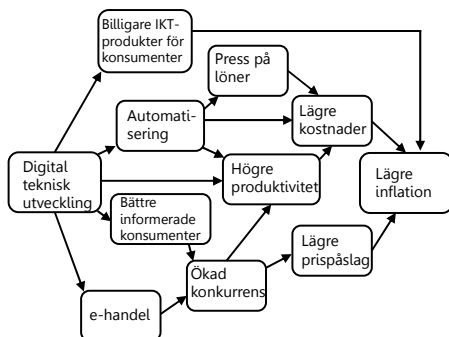 Billigare IKT-
produkter för
konsumenter
Press på
löner
Automati-
sering
Lägre
kostnader
Digital
teknisk
utveckling
Högre
produktivitet
Lägre
inflation
Bättre
informerade
konsumenter
Lägre
prispåslag
Ökad
konkurrens
e-handel